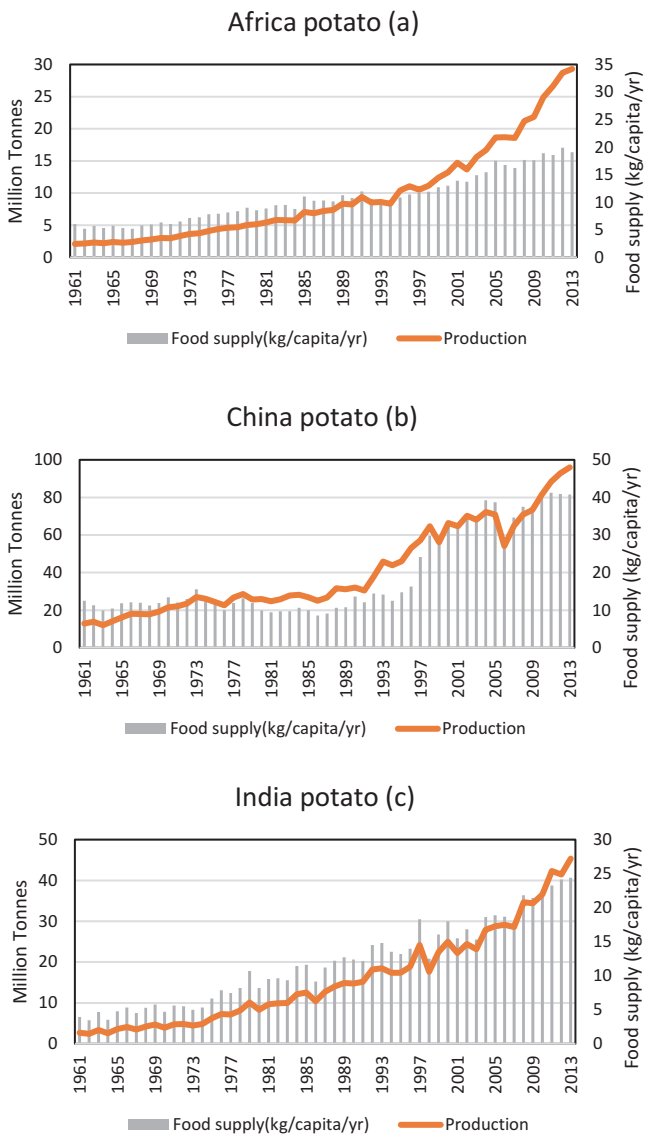 Africa potato (a)
30 35
25 30
20 25
15 20
10 15
5 10
0 5
0
Million Tonnes
Food supply (kg/capita/yr)
1961 1965 1969 1973 1977 1981 1985 1989 1993 1997 2001 2005 2009 2013
Food supply(kg/capita/yr) Production
China potato (b)
100 50
80 40
60 30
40 20
20 10
0 0
Million Tonnes
Food supply (kg/capita/yr)
1961 1965 1969 1973 1977 1981 1985 1989 1993 1997 2001 2005 2009 2013
Food supply(kg/capita/yr) Production
India potato (c)
50 30
40 25
30 20
20 15
10 10
0 5
0
Million Tonnes
Food supply (kg/capita/yr)
1961 1965 1969 1973 1977 1981 1985 1989 1993 1997 2001 2005 2009 2013
Food supply(kg/capita/yr) Production